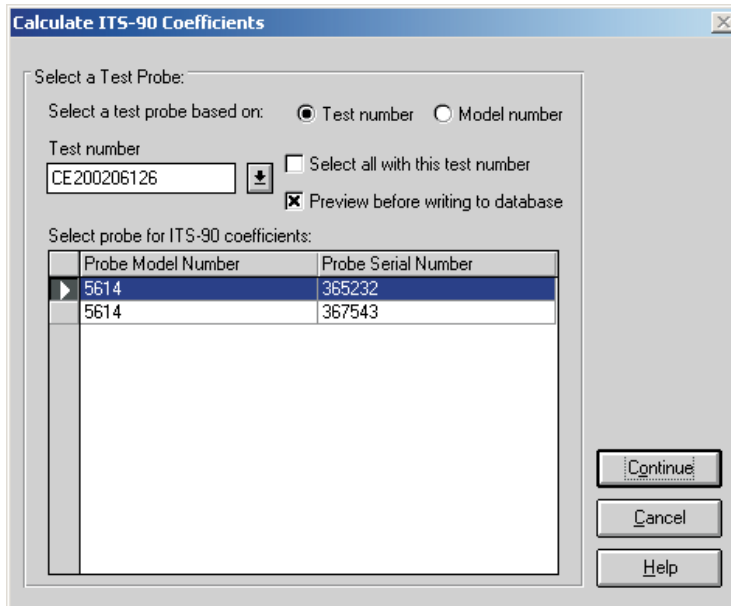 Calculate ITS-90 Coefficients
Select a Test Probe:
Select a test probe based on: Test number Model number
Test number
CE200206126
Select all with this test number
Preview before writing to database
Select probe for ITS-90 coefficients:
Probe Model Number Probe Serial Number
5614 365232
5614 367543
Continue
Cancel
Help